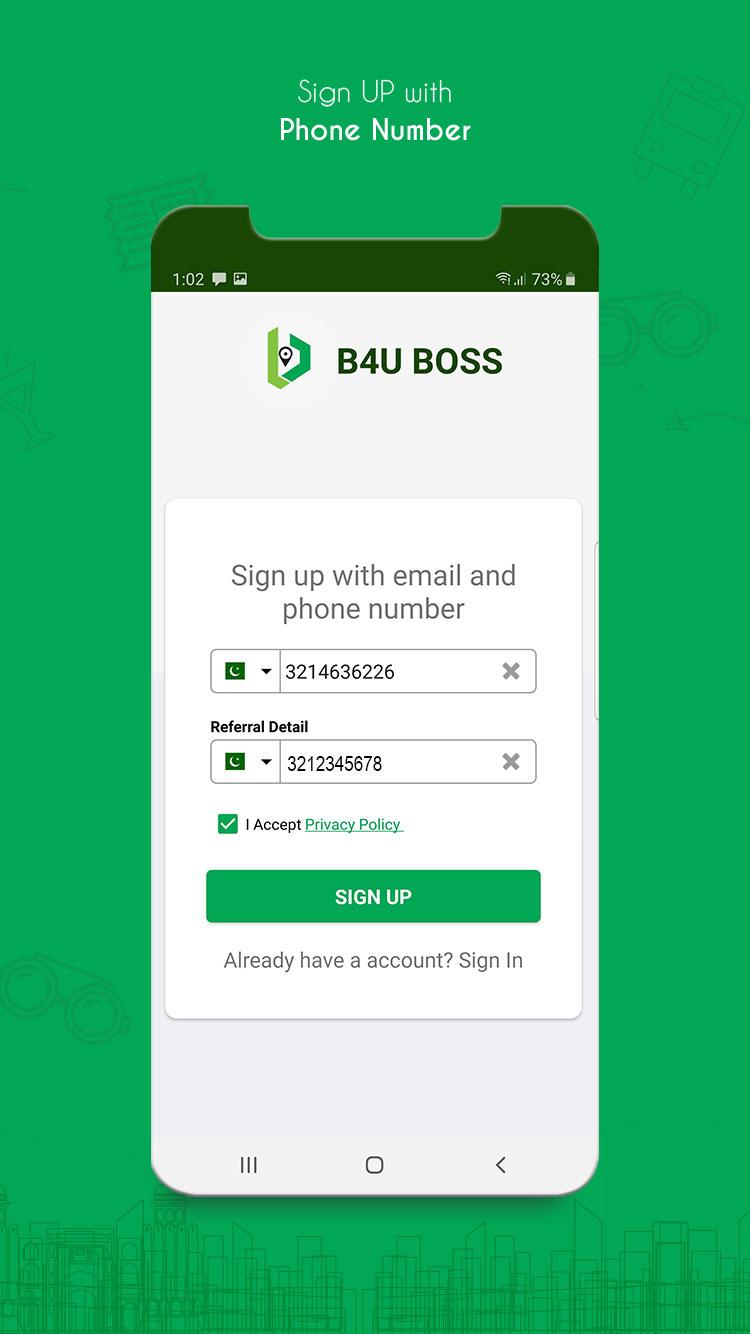 Sign UP with
Phone Number
1:02 73%
B4U BOSS
Sign up with email and
phone number
3214636226
Referral Detail
3212345678
I Accept Privacy Policy
SIGN UP
Already have a account? Sign In